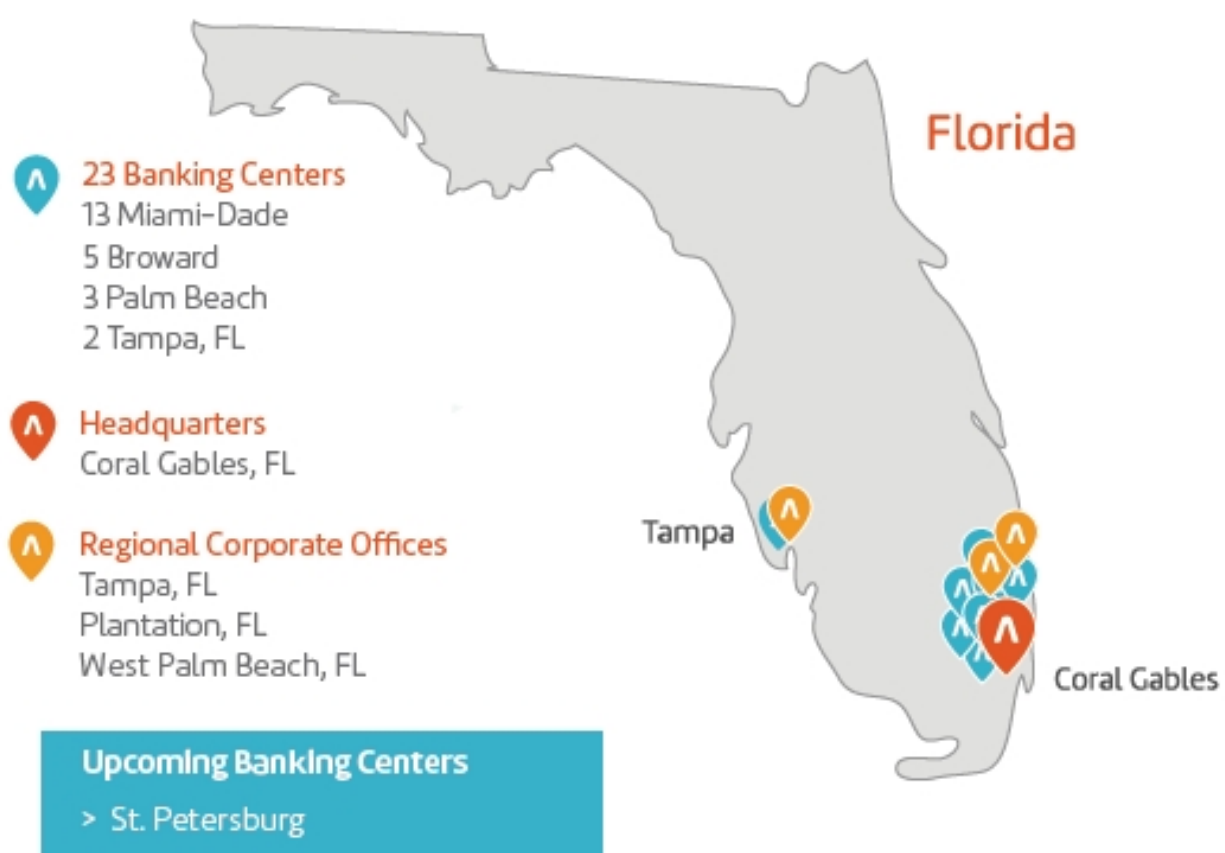 Florida
23 Banking Centers
13 Miami-Dade
5 Broward
3 Palm Beach
2 Tampa, FL
Headquarters
Coral Gables, FL
Regional Corporate Offices
Tampa, FL
Plantation, FL
West Palm Beach, FL
Tampa
Coral Gables
Upcoming Banking Centers
> St. Petersburg